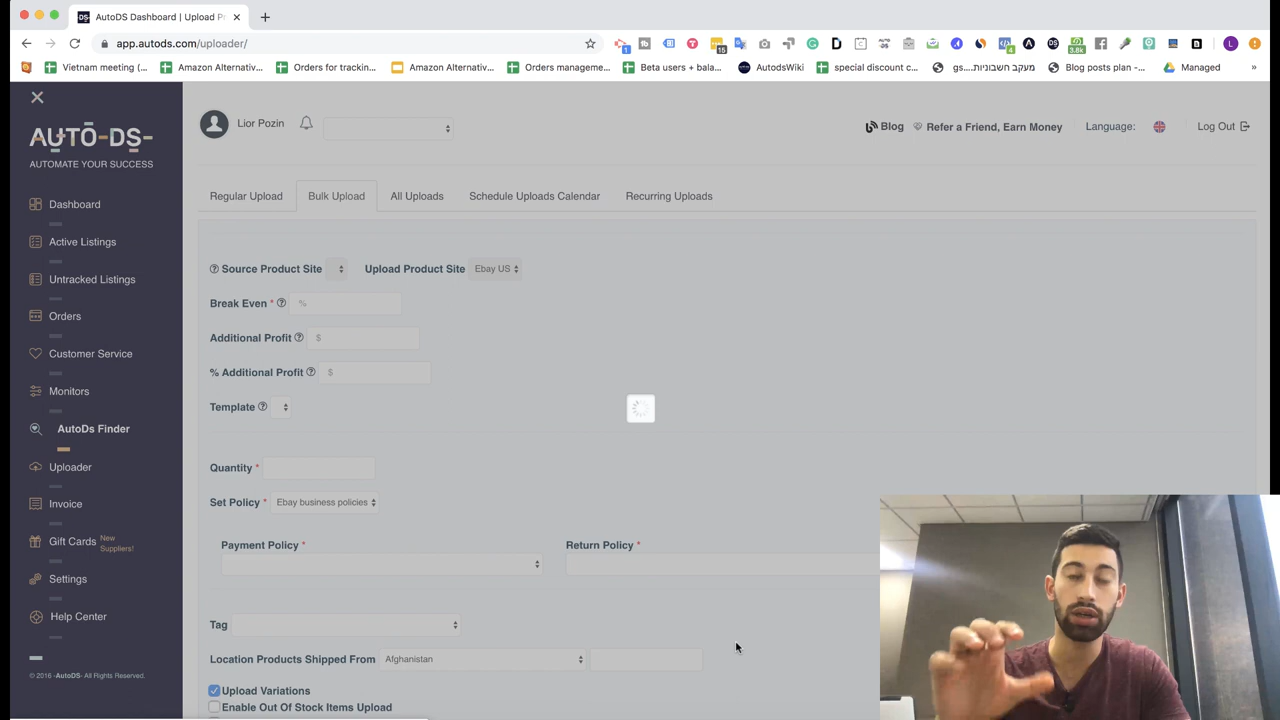 AutoDS Dashboard | Upload Pr
app.autods.com/uploader/
Vietnam meeting (...
Amazon Alternativ...
Orders for trackin...
Amazon Alternativ...
Orders manageme...
Beta users + bala...
AutodsWiki
special discount c...
gs....מעקב חשבוניות
Blog posts plan -...
Managed
»
15
1
4
3.8k
L
AUTO-DS-
AUTOMATE YOUR SUCCESS
Dashboard
Active Listings
Untracked Listings
Orders
Customer Service
Monitors
AutoDs Finder
Uploader
Invoice
Gift Cards New Suppliers!
Settings
Help Center
© 2016 -AutoDS- All Rights Reserved.
Lior Pozin
Blog
Refer a Friend, Earn Money
Language:
Log Out
Regular Upload
Bulk Upload
All Uploads
Schedule Uploads Calendar
Recurring Uploads
Source Product Site
Upload Product Site Ebay US
Break Even * %
Additional Profit $
% Additional Profit $
Template
Quantity *
Set Policy * Ebay business policies
Payment Policy *
Return Policy *
Tag
Location Products Shipped From Afghanistan
Upload Variations
Enable Out Of Stock Items Upload